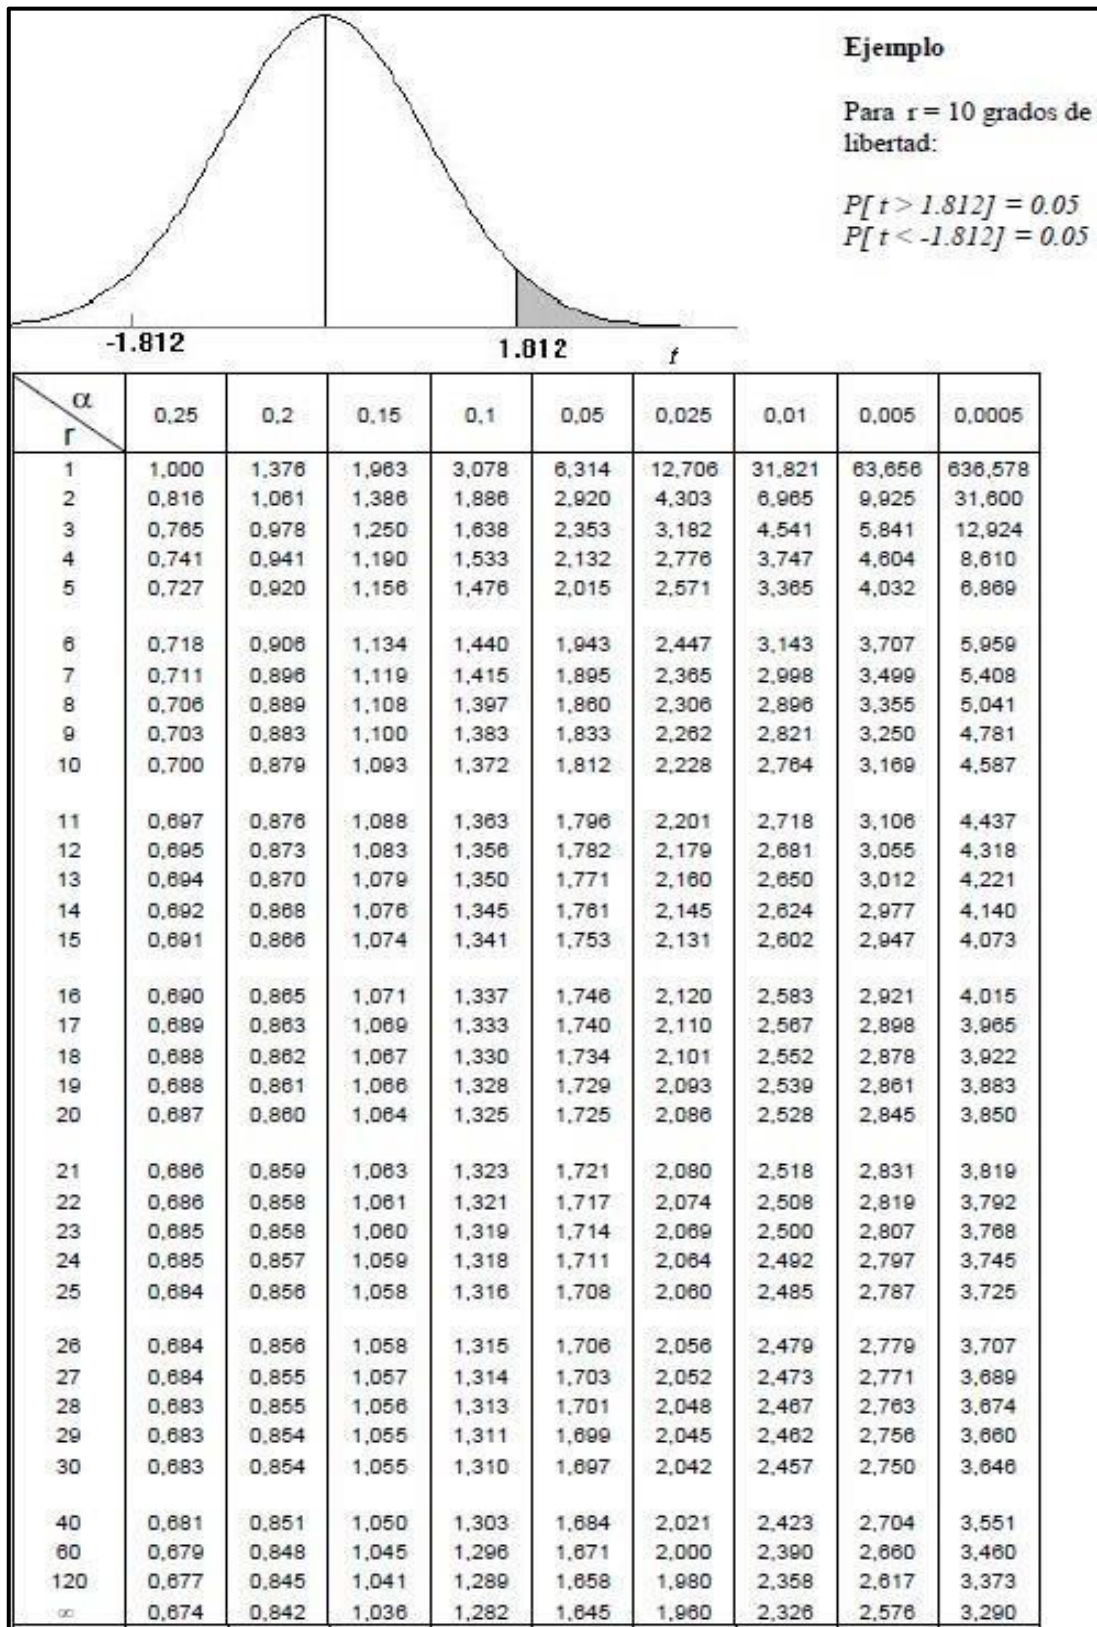 Ejemplo
Para r = 10 grados de
libertad:
P[ t > 1.812] = 0.05
P[ t < -1.812] = 0.05
-1.812 1.812 t
α
r 0,25 0,2 0,15 0,1 0,05 0,025 0,01 0,005 0,0005
1 1,000 1,376 1,963 3,078 6,314 12,706 31,821 63,656 636,578
2 0,816 1,061 1,386 1,886 2,920 4,303 6,965 9,925 31,600
3 0,765 0,978 1,250 1,638 2,353 3,182 4,541 5,841 12,924
4 0,741 0,941 1,190 1,533 2,132 2,776 3,747 4,604 8,610
5 0,727 0,920 1,156 1,476 2,015 2,571 3,365 4,032 6,869
6 0,718 0,906 1,134 1,440 1,943 2,447 3,143 3,707 5,959
7 0,711 0,896 1,119 1,415 1,895 2,365 2,998 3,499 5,408
8 0,706 0,889 1,108 1,397 1,860 2,306 2,896 3,355 5,041
9 0,703 0,883 1,100 1,383 1,833 2,262 2,821 3,250 4,781
10 0,700 0,879 1,093 1,372 1,812 2,228 2,764 3,169 4,587
11 0,697 0,876 1,088 1,363 1,796 2,201 2,718 3,106 4,437
12 0,695 0,873 1,083 1,356 1,782 2,179 2,681 3,055 4,318
13 0,694 0,870 1,079 1,350 1,771 2,160 2,650 3,012 4,221
14 0,692 0,868 1,076 1,345 1,761 2,145 2,624 2,977 4,140
15 0,691 0,866 1,074 1,341 1,753 2,131 2,602 2,947 4,073
16 0,690 0,865 1,071 1,337 1,746 2,120 2,583 2,921 4,015
17 0,689 0,863 1,069 1,333 1,740 2,110 2,567 2,898 3,965
18 0,688 0,862 1,067 1,330 1,734 2,101 2,552 2,878 3,922
19 0,688 0,861 1,066 1,328 1,729 2,093 2,539 2,861 3,883
20 0,687 0,860 1,064 1,325 1,725 2,086 2,528 2,845 3,850
21 0,686 0,859 1,063 1,323 1,721 2,080 2,518 2,831 3,819
22 0,686 0,858 1,061 1,321 1,717 2,074 2,508 2,819 3,792
23 0,685 0,858 1,060 1,319 1,714 2,069 2,500 2,807 3,768
24 0,685 0,857 1,059 1,318 1,711 2,064 2,492 2,797 3,745
25 0,684 0,856 1,058 1,316 1,708 2,060 2,485 2,787 3,725
26 0,684 0,856 1,058 1,315 1,706 2,056 2,479 2,779 3,707
27 0,684 0,855 1,057 1,314 1,703 2,052 2,473 2,771 3,689
28 0,683 0,855 1,056 1,313 1,701 2,048 2,467 2,763 3,674
29 0,683 0,854 1,055 1,311 1,699 2,045 2,462 2,756 3,660
30 0,683 0,854 1,055 1,310 1,697 2,042 2,457 2,750 3,646
40 0,681 0,851 1,050 1,303 1,684 2,021 2,423 2,704 3,551
60 0,679 0,848 1,045 1,296 1,671 2,000 2,390 2,660 3,460
120 0,677 0,845 1,041 1,289 1,658 1,980 2,358 2,617 3,373
∞ 0,674 0,842 1,036 1,282 1,645 1,960 2,326 2,576 3,290